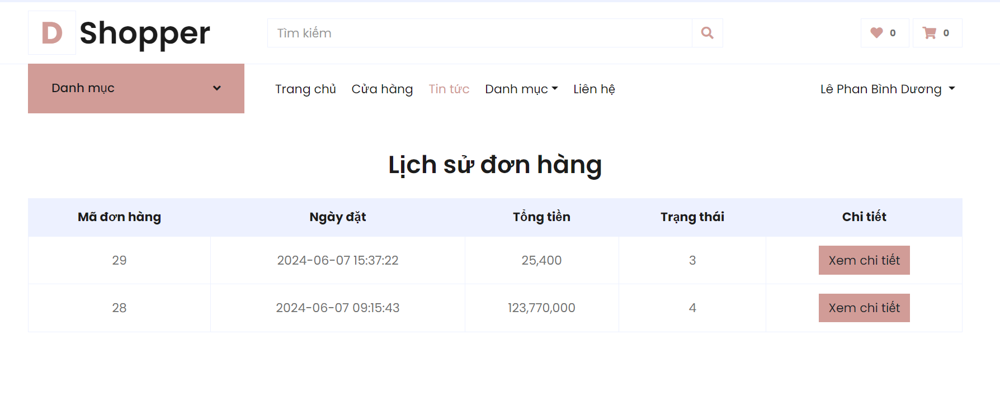 D Shopper
Tìm kiếm
0
0
Danh mục
Trang chủ Cửa hàng Tin tức Danh mục Liên hệ
Lê Phan Bình Dương
Lịch sử đơn hàng
Mã đơn hàng Ngày đặt Tổng tiền Trạng thái Chi tiết
29 2024-06-07 15:37:22 25,400 3 Xem chi tiết
28 2024-06-07 09:15:43 123,770,000 4 Xem chi tiết